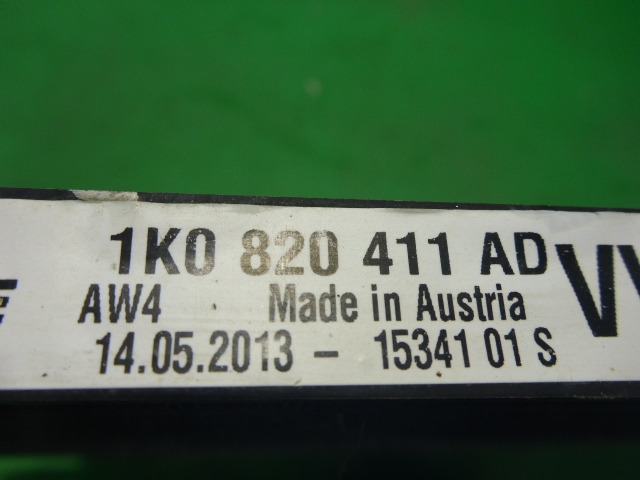 1K0 820 411 AD
AW4 Made in Austria
14.05.2013 – 15341 01 S